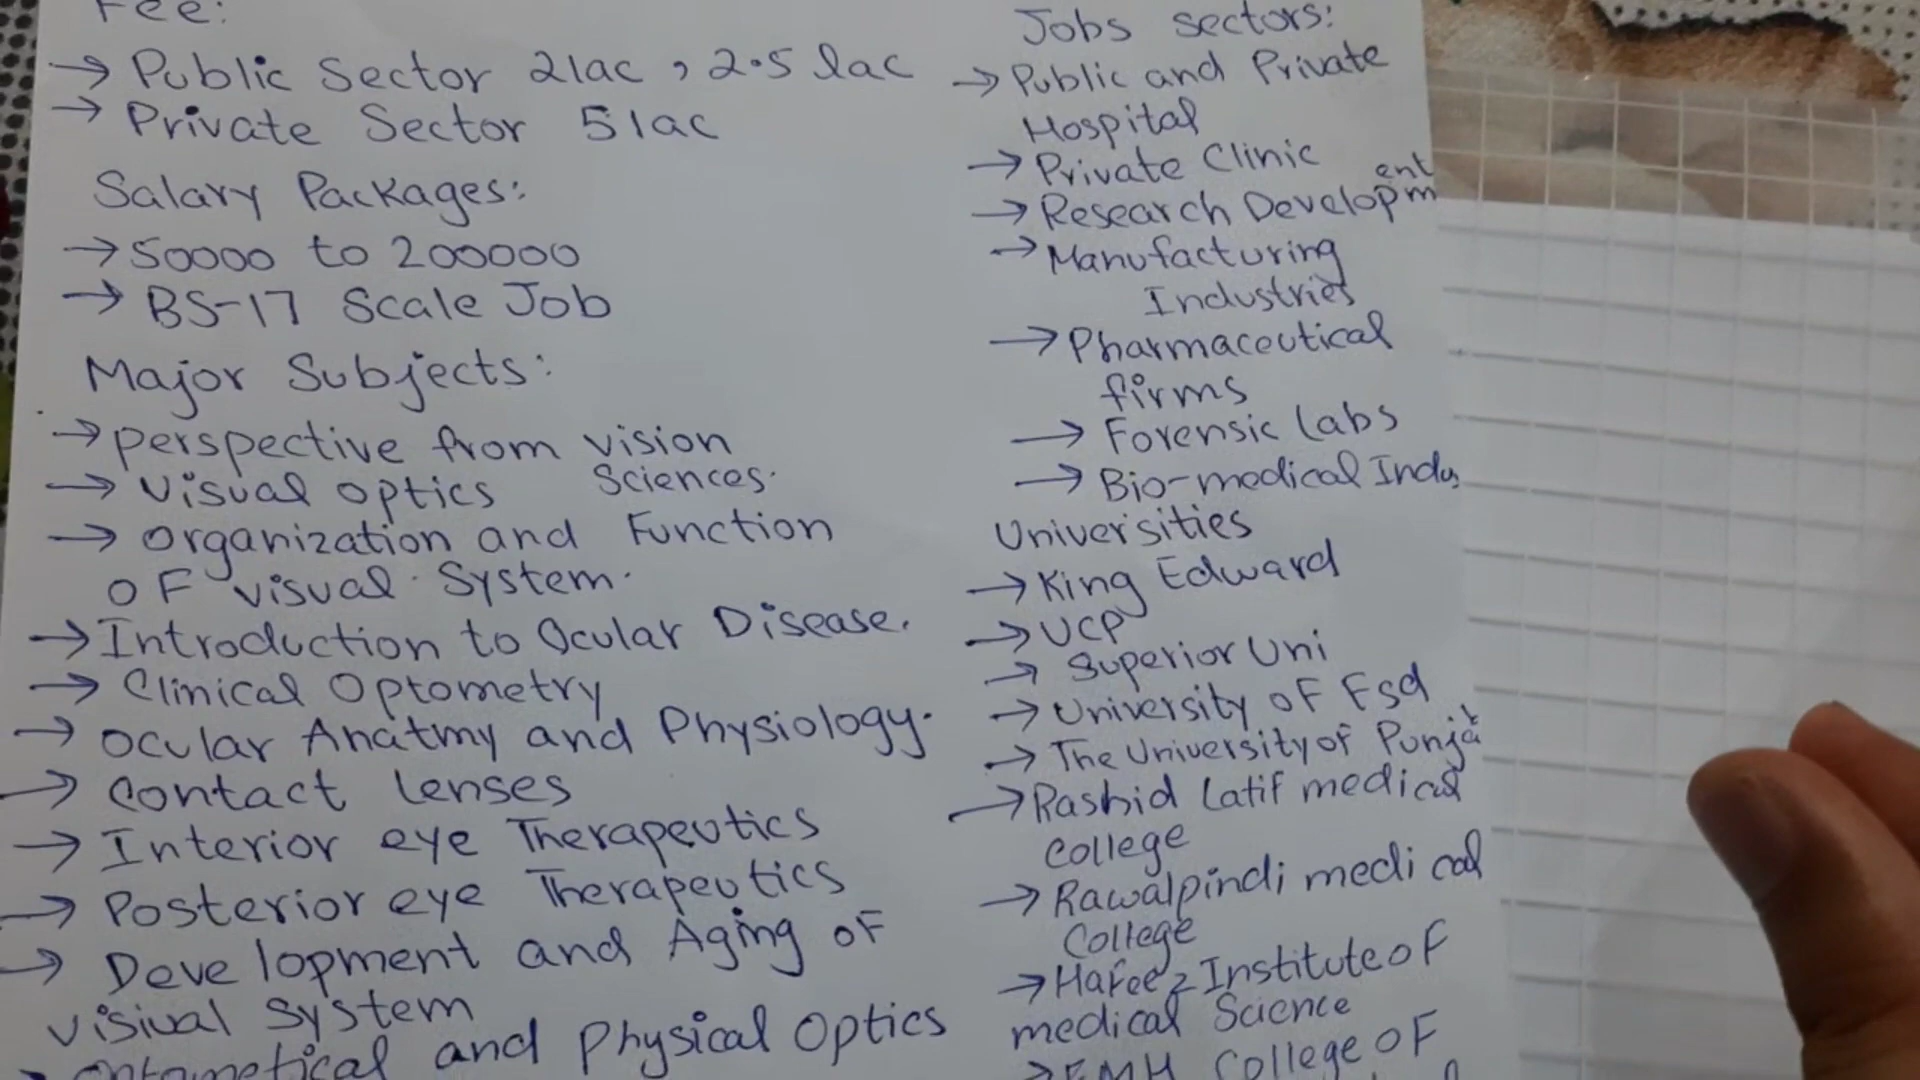 Fee:
→ Public Sector 2lac, 2.5 lac
→ Private Sector 5lac
Salary Packages:
→ 50000 to 200000
→ BS-17 Scale Job
Major Subjects:
→ perspective from vision
Sciences.
→ Visual optics
→ organization and Function
OF visual System.
→ Introduction to Ocular Disease.
→ Clinical Optometry
→ Ocular Anatmy and Physiology.
→ Contact lenses
→ Interior eye Therapeutics
→ Posterior eye Therapeutics
→ Development and Aging OF
visival System
and Physical Optics
Jobs Sectors:
→ Public and Private
Hospital
→ Private Clinic
→ Research Development
→ Manufacturing
Industries
→ Pharmaceutical
firms
→ Forensic labs
→ Bio-medical Indus
Universities
→ King Edward
→ UCP
→ Superior Uni
→ University OF Fsd
→ The University of Punja
→ Rashid Latif medical
College
→ Rawalpindi medical
College
→ Hafeez Institute of
medical Science
→ FMH College OF